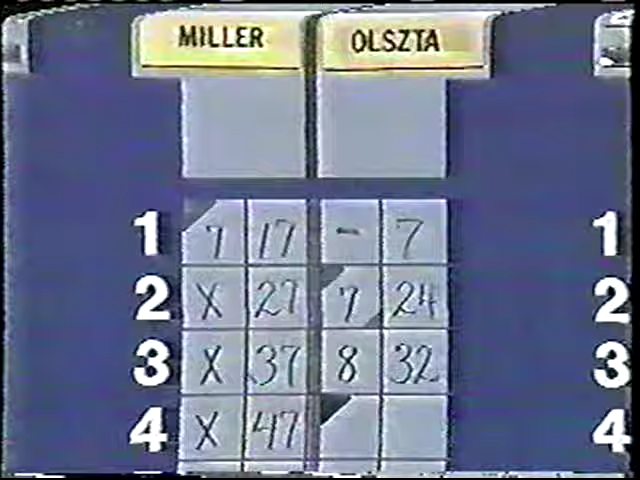 MILLER OLSZTA
1 7 17 - 7 1
2 X 27 7 24 2
3 X 37 8 32 3
4 X 47 4